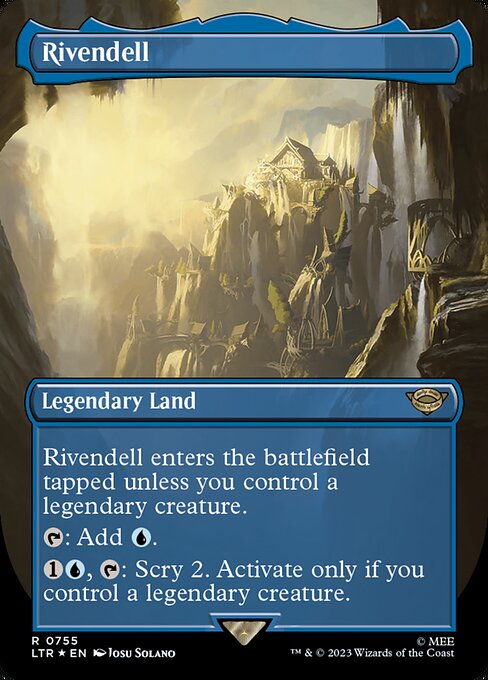 Rivendell
Legendary Land
Rivendell enters the battlefield
tapped unless you control a
legendary creature.
: Add .
1, : Scry 2. Activate only if you
control a legendary creature.
R 0755
LTR ★ EN Josu Solano
© MEE
™ & © 2023 Wizards of the Coast